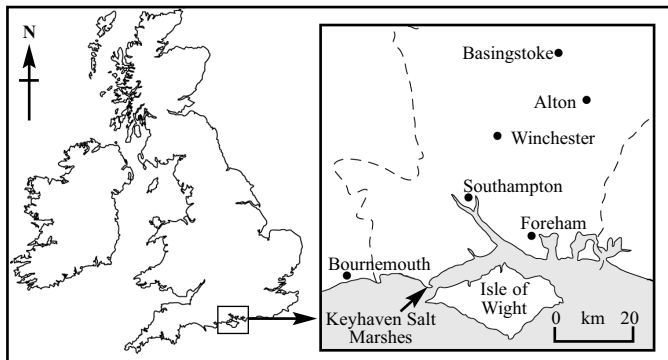 N
Basingstoke
Alton
Winchester
Southampton
Foreham
Bournemouth
Isle of
Wight
Keyhaven Salt
Marshes
0 km 20